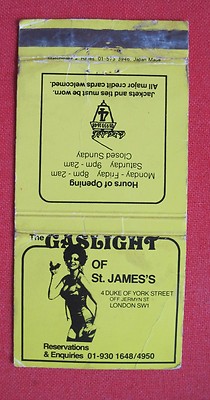 The GASLIGHT
OF
St. JAMES'S
4 DUKE OF YORK STREET
OFF JERMYN ST
LONDON SW1
Reservations
& Enquiries 01-930 1648/4950
Hours of Opening
Monday - Friday 8pm - 2am
Saturday 9pm - 2am
Closed Sunday
Jackets and ties must be worn.
All major credit cards welcomed.